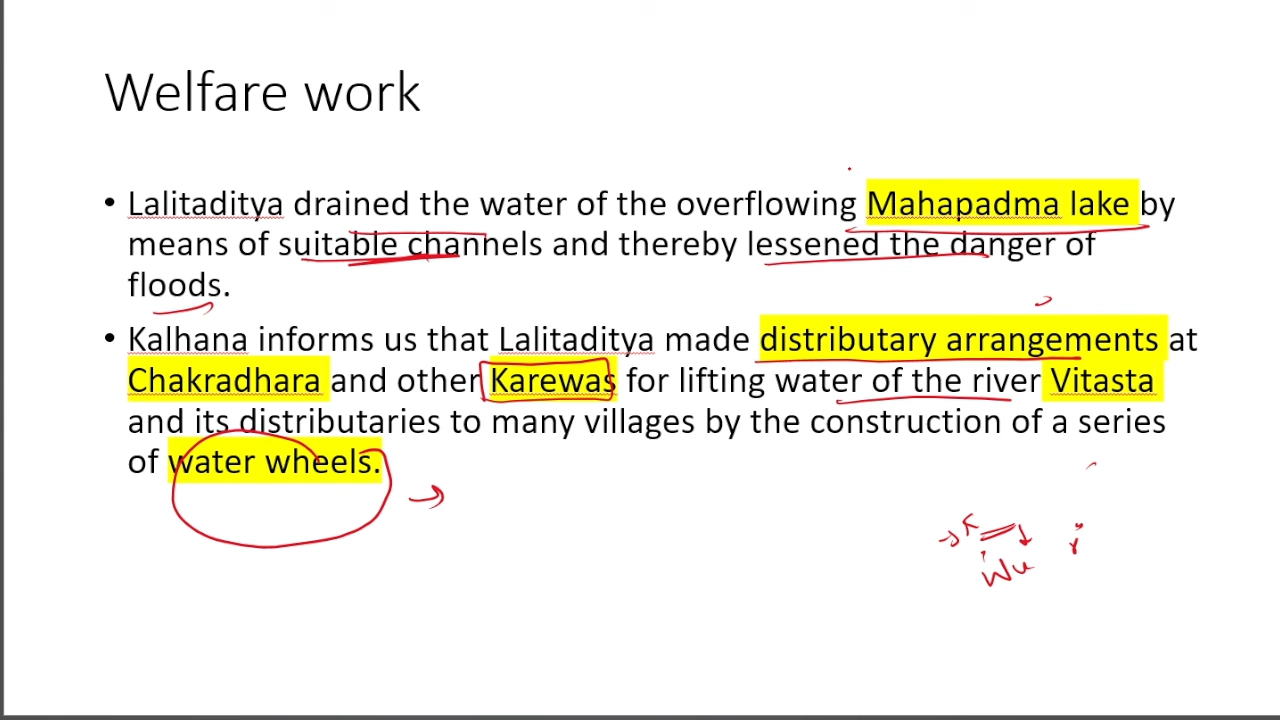 Welfare work
• Lalitaditya drained the water of the overflowing Mahapadma lake by
means of suitable channels and thereby lessened the danger of
floods.
• Kalhana informs us that Lalitaditya made distributary arrangements at
Chakradhara and other Karewas for lifting water of the river Vitasta
and its distributaries to many villages by the construction of a series
of water wheels.